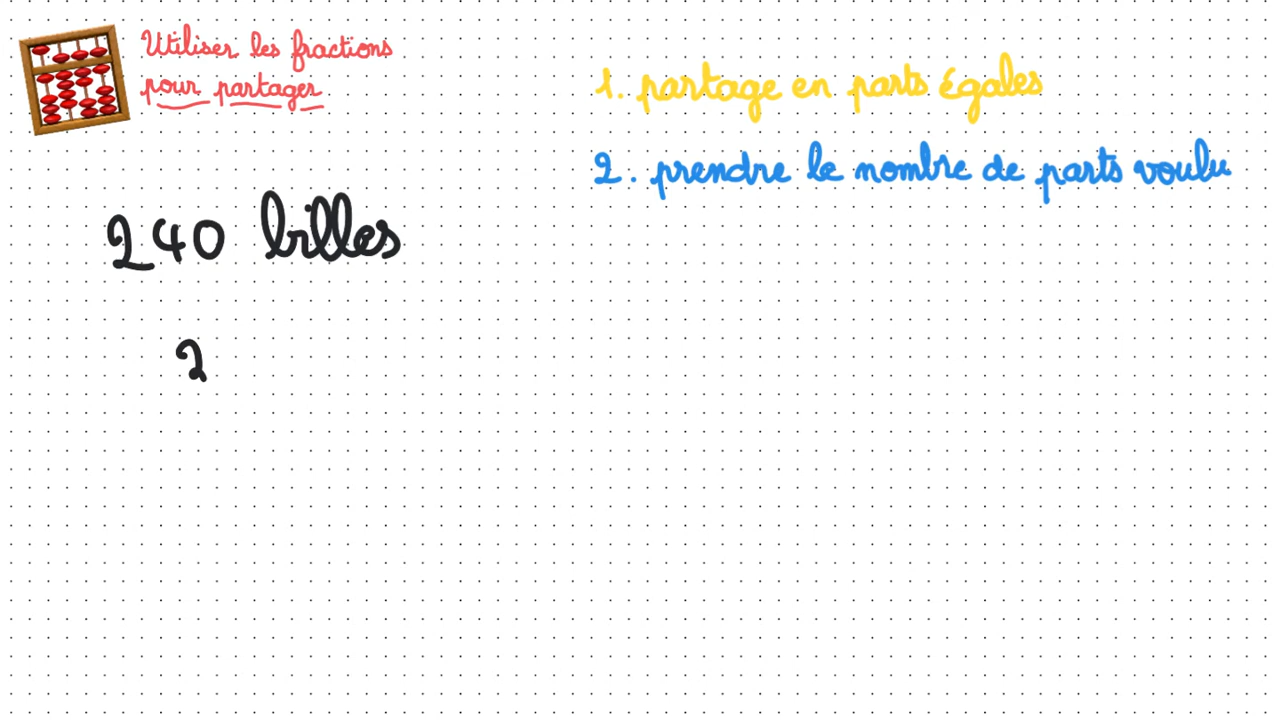 Utiliser les fractions
pour partager
1. partage en parts égales
2. prendre le nombre de parts voulu
240 billes
2